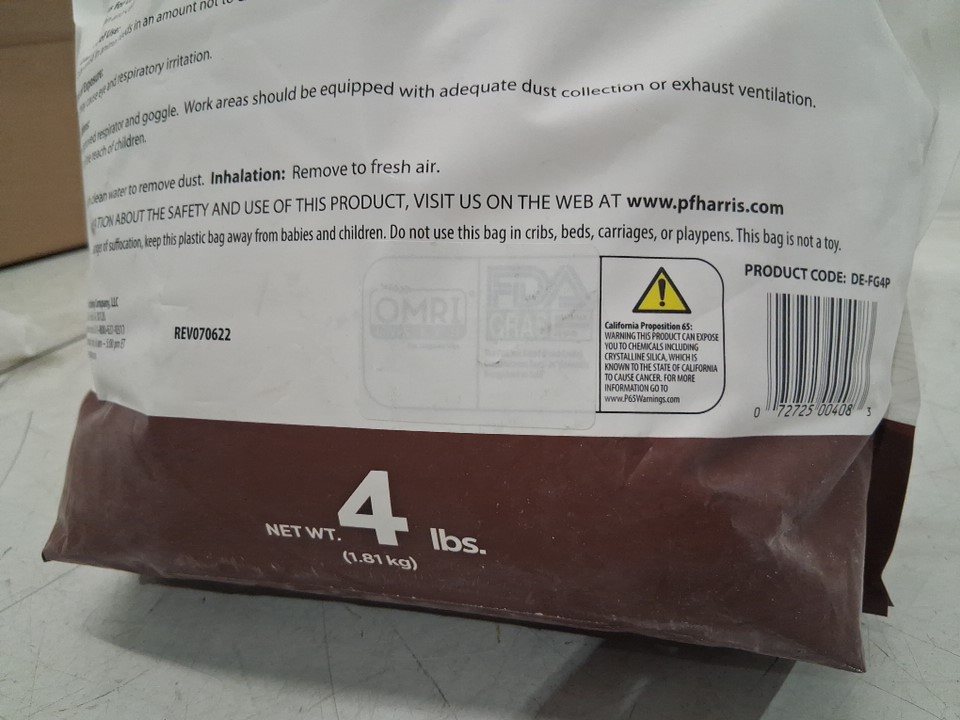 in an amount not to
eye and respiratory irritation.
respirator and goggle. Work areas should be equipped with adequate dust collection or exhaust ventilation.
reach of children.
clean water to remove dust. Inhalation: Remove to fresh air.
ABOUT THE SAFETY AND USE OF THIS PRODUCT, VISIT US ON THE WEB AT www.pfharris.com
of suffocation, keep this plastic bag away from babies and children. Do not use this bag in cribs, beds, carriages, or playpens. This bag is not a toy.
PRODUCT CODE: DE-FG4P
Company, LLC
REV070622
OMRI
FDA
GRADE
California Proposition 65:
WARNING THIS PRODUCT CAN EXPOSE
YOU TO CHEMICALS INCLUDING
CRYSTALLINE SILICA, WHICH IS
KNOWN TO THE STATE OF CALIFORNIA
TO CAUSE CANCER. FOR MORE
INFORMATION GO TO
www.P65Warnings.com
0 72725 00408 3
NET WT. 4 lbs.
(1.81 kg)